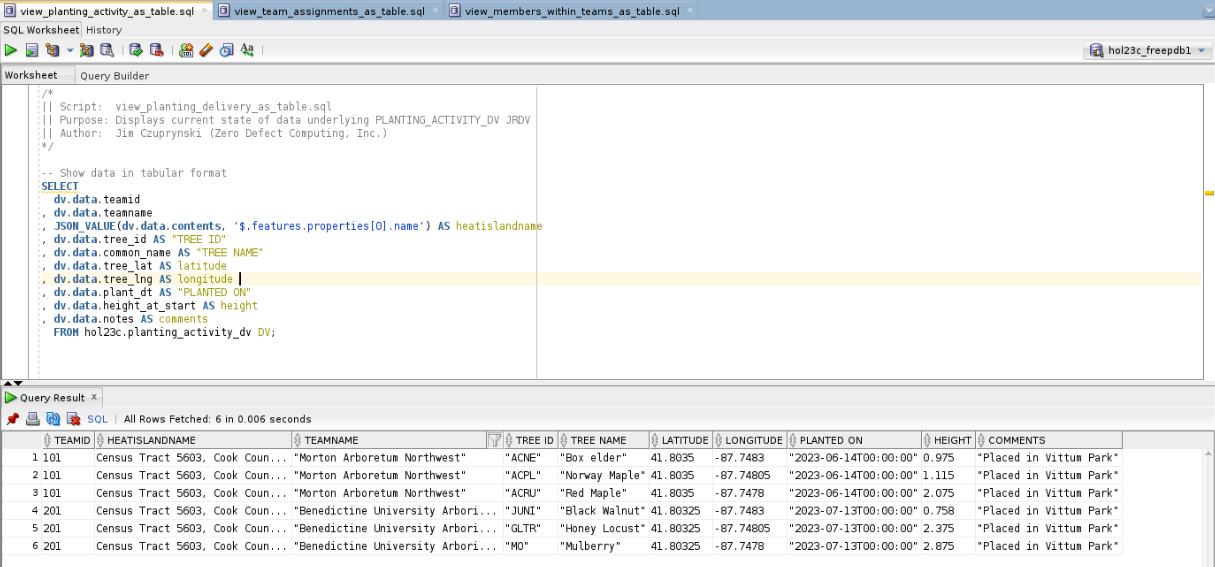 view_planting_activity_as_table.sql × view_team_assignments_as_table.sql × view_members_within_teams_as_table.sql ×
SQL Worksheet History
hol23c_freepdb1
Worksheet Query Builder
/*
|| Script:  view_planting_delivery_as_table.sql
|| Purpose: Displays current state of data underlying PLANTING_ACTIVITY_DV JRDV
|| Author:  Jim Czuprynski (Zero Defect Computing, Inc.)
*/
-- Show data in tabular format
SELECT
dv.data.teamid
, dv.data.teamname
, JSON_VALUE(dv.data.contents, '$.features.properties[0].name') AS heatislandname
, dv.data.tree_id AS "TREE ID"
, dv.data.common_name AS "TREE NAME"
, dv.data.tree_lat AS latitude
, dv.data.tree_lng AS longitude
, dv.data.plant_dt AS "PLANTED ON"
, dv.data.height_at_start AS height
, dv.data.notes AS comments
FROM hol23c.planting_activity_dv DV;
Query Result ×
SQL | All Rows Fetched: 6 in 0.006 seconds
TEAMID HEATISLANDNAME TEAMNAME TREE ID TREE NAME LATITUDE LONGITUDE PLANTED ON HEIGHT COMMENTS
1 101 Census Tract 5603, Cook Coun... "Morton Arboretum Northwest" "ACNE" "Box elder" 41.8035 -87.7483 "2023-06-14T00:00:00" 0.975 "Placed in Vittum Park"
2 101 Census Tract 5603, Cook Coun... "Morton Arboretum Northwest" "ACPL" "Norway Maple" 41.8035 -87.74805 "2023-06-14T00:00:00" 1.115 "Placed in Vittum Park"
3 101 Census Tract 5603, Cook Coun... "Morton Arboretum Northwest" "ACRU" "Red Maple" 41.8035 -87.7478 "2023-06-14T00:00:00" 2.075 "Placed in Vittum Park"
4 201 Census Tract 5603, Cook Coun... "Benedictine University Arbori... "JUNI" "Black Walnut" 41.80325 -87.7483 "2023-07-13T00:00:00" 0.758 "Placed in Vittum Park"
5 201 Census Tract 5603, Cook Coun... "Benedictine University Arbori... "GLTR" "Honey Locust" 41.80325 -87.74805 "2023-07-13T00:00:00" 2.375 "Placed in Vittum Park"
6 201 Census Tract 5603, Cook Coun... "Benedictine University Arbori... "MO" "Mulberry" 41.80325 -87.7478 "2023-07-13T00:00:00" 2.875 "Placed in Vittum Park"